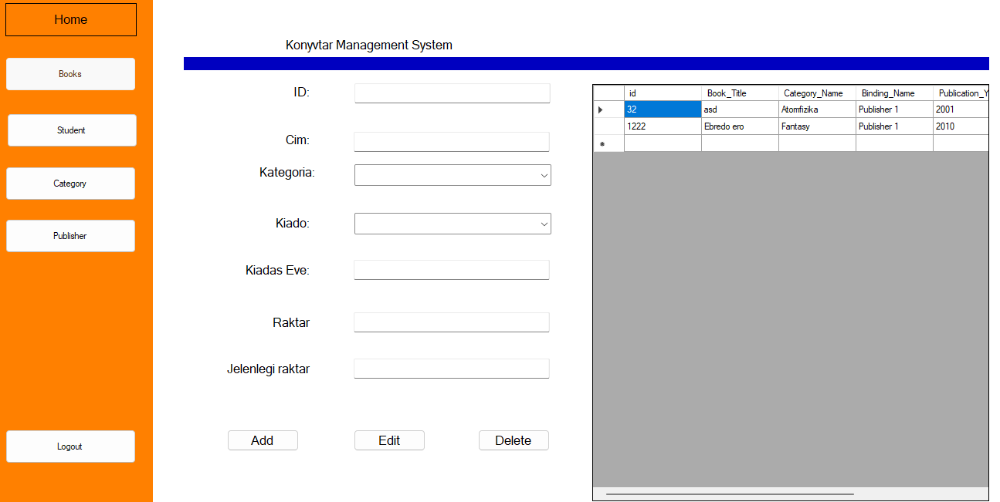 Home
Books
Student
Category
Publisher
Logout
Konyvtar Management System
ID:
Cim:
Kategoria:
Kiado:
Kiadas Eve:
Raktar
Jelenlegi raktar
Add Edit Delete
id Book_Title Category_Name Binding_Name Publication_Y
32 asd Atomfizika Publisher 1 2001
1222 Ebredo ero Fantasy Publisher 1 2010